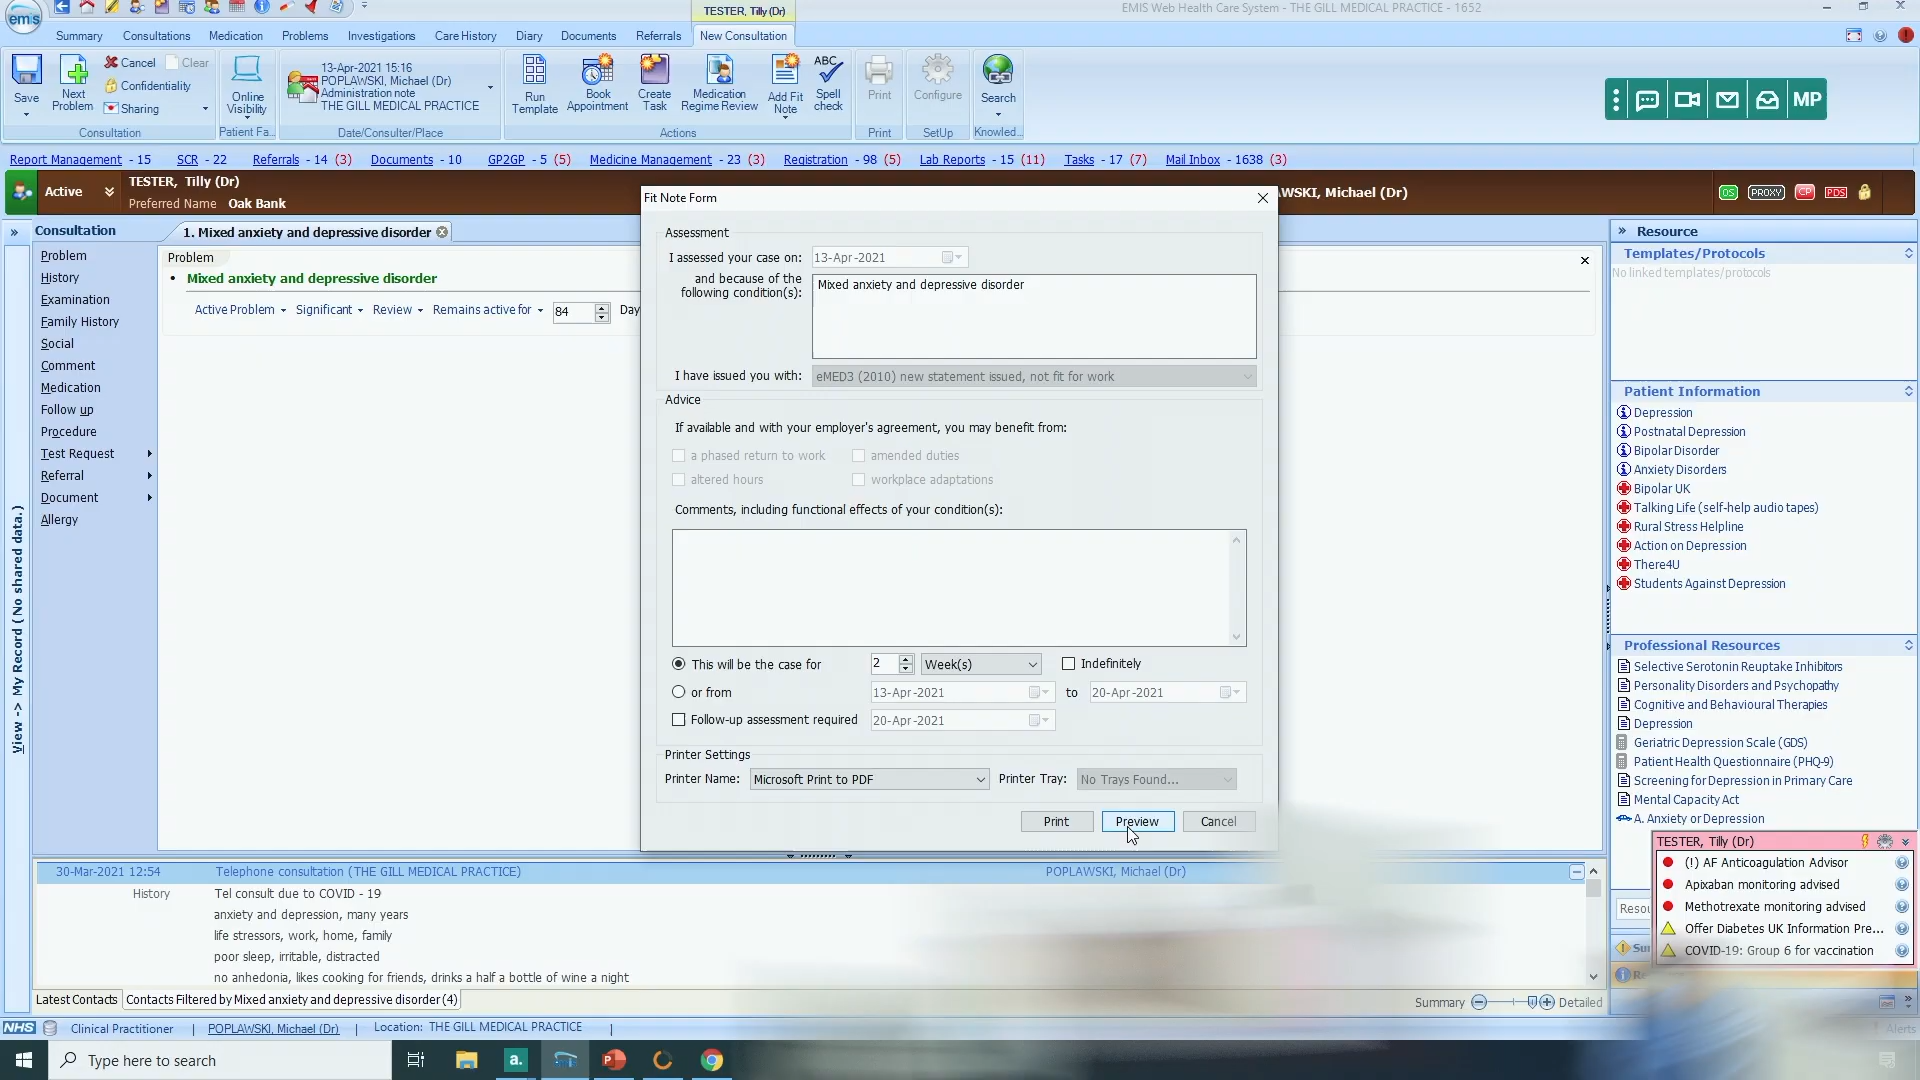 TESTER, Tilly (Dr)
EMIS Web Health Care System - THE GILL MEDICAL PRACTICE - 1652
emis
Summary Consultations Medication Problems Investigations Care History Diary Documents Referrals New Consultation
Save
Next Problem
Cancel Clear
Confidentiality
Sharing
Consultation
Online Visibility
Patient Fa...
13-Apr-2021 15:16
POPLAWSKI, Michael (Dr)
Administration note
THE GILL MEDICAL PRACTICE
Date/Consulter/Place
Run Template
Book Appointment
Create Task
Medication Regime Review
Add Fit Note
ABC
Spell check
Actions
Print
Print
Configure
SetUp
Search
Knowled...
MP
Report Management - 15 SCR - 22 Referrals - 14 (3) Documents - 10 GP2GP - 5 (5) Medicine Management - 23 (3) Registration - 98 (5) Lab Reports - 15 (11) Tasks - 17 (7) Mail Inbox - 1638 (3)
Active
TESTER, Tilly (Dr)
Preferred Name Oak Bank
AWSKI, Michael (Dr)
OS PROXY CP PDS
View -> My Record (No shared data.)
Consultation
Problem
History
Examination
Family History
Social
Comment
Medication
Follow up
Procedure
Test Request
Referral
Document
Allergy
1. Mixed anxiety and depressive disorder
Problem
Mixed anxiety and depressive disorder
Active Problem Significant Review Remains active for 84 Day
Fit Note Form
Assessment
I assessed your case on: 13-Apr-2021
and because of the following condition(s): Mixed anxiety and depressive disorder
I have issued you with: eMED3 (2010) new statement issued, not fit for work
Advice
If available and with your employer's agreement, you may benefit from:
a phased return to work amended duties
altered hours workplace adaptations
Comments, including functional effects of your condition(s):
This will be the case for 2 Week(s) Indefinitely
or from 13-Apr-2021 to 20-Apr-2021
Follow-up assessment required 20-Apr-2021
Printer Settings
Printer Name: Microsoft Print to PDF Printer Tray: No Trays Found...
Print Preview Cancel
Resource
Templates/Protocols
No linked templates/protocols
Patient Information
Depression
Postnatal Depression
Bipolar Disorder
Anxiety Disorders
Bipolar UK
Talking Life (self-help audio tapes)
Rural Stress Helpline
Action on Depression
There4U
Students Against Depression
Professional Resources
Selective Serotonin Reuptake Inhibitors
Personality Disorders and Psychopathy
Cognitive and Behavioural Therapies
Depression
Geriatric Depression Scale (GDS)
Patient Health Questionnaire (PHQ-9)
Screening for Depression in Primary Care
Mental Capacity Act
A. Anxiety or Depression
TESTER, Tilly (Dr)
(!) AF Anticoagulation Advisor
Apixaban monitoring advised
Methotrexate monitoring advised
Offer Diabetes UK Information Pre...
COVID-19: Group 6 for vaccination
30-Mar-2021 12:54 Telephone consultation (THE GILL MEDICAL PRACTICE) POPLAWSKI, Michael (Dr)
History Tel consult due to COVID - 19
anxiety and depression, many years
life stressors, work, home, family
poor sleep, irritable, distracted
no anhedonia, likes cooking for friends, drinks a half a bottle of wine a night
Latest Contacts Contacts Filtered by Mixed anxiety and depressive disorder (4)
Summary Detailed
NHS Clinical Practitioner | POPLAWSKI, Michael (Dr) | Location: THE GILL MEDICAL PRACTICE |
Alerts
Type here to search
a.